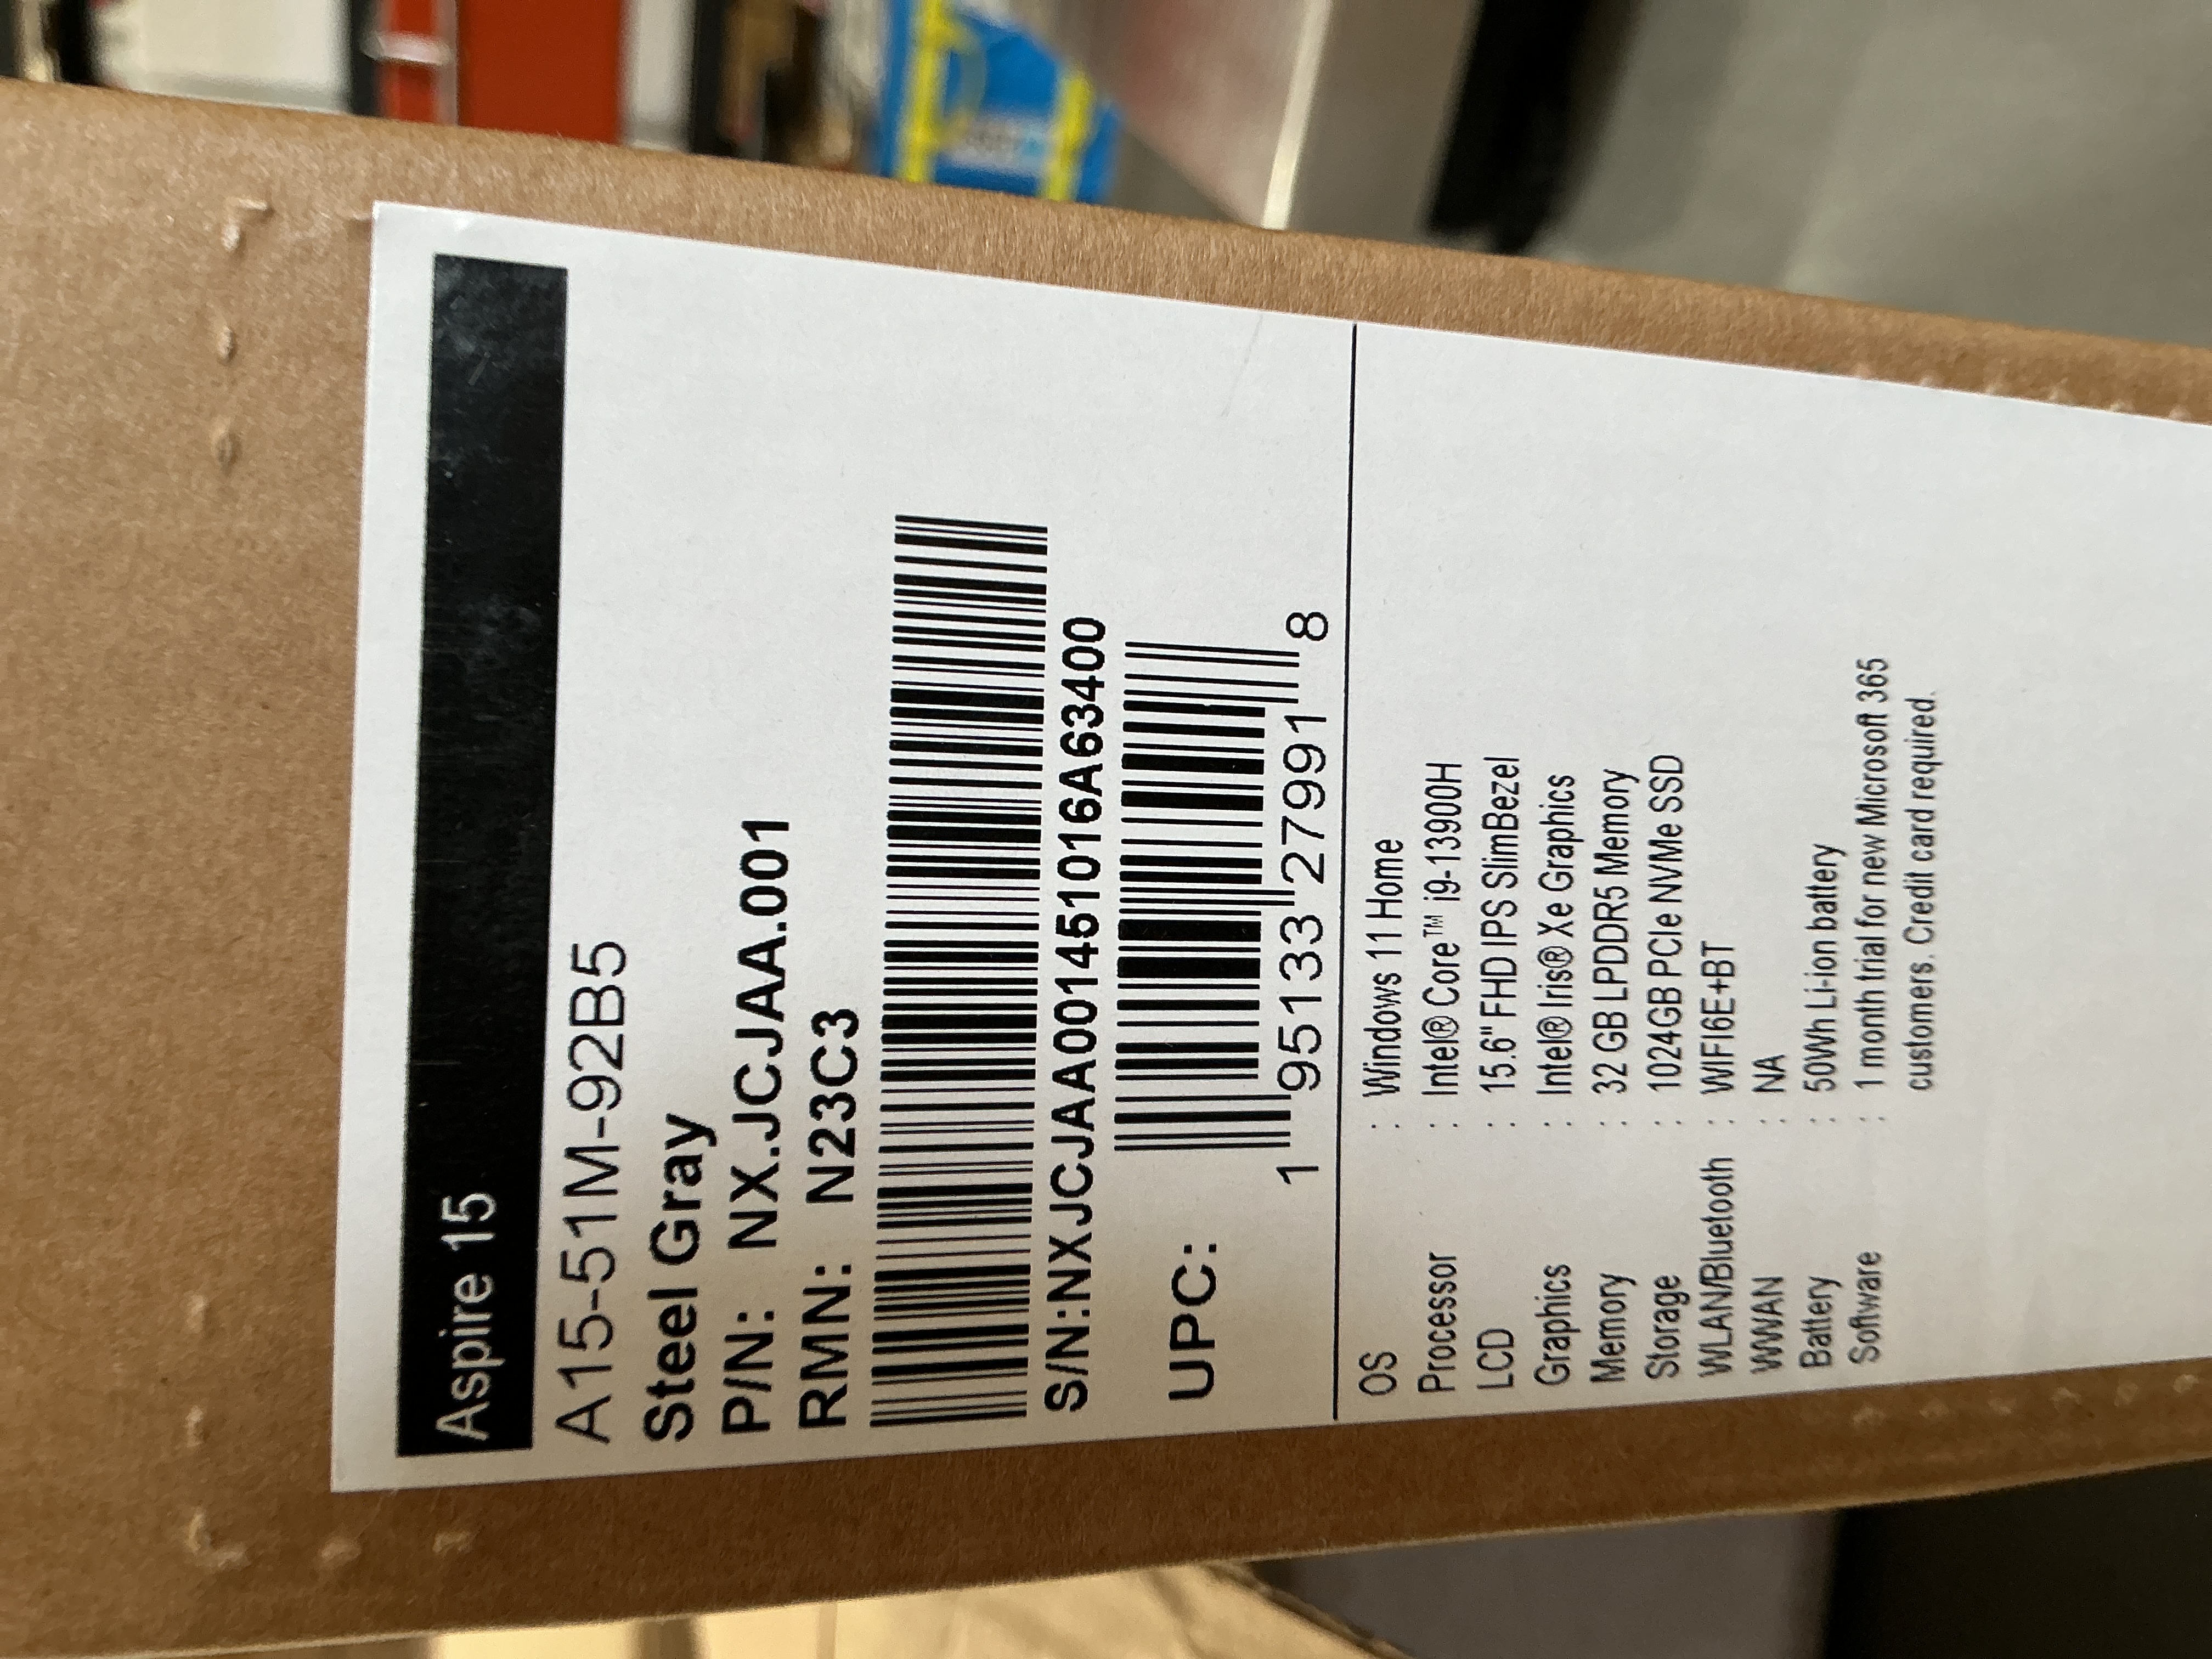 Aspire 15
A15-51M-92B5
Steel Gray
P/N: NX.JCJAA.001
RMN: N23C3
S/N:NXJCJAA001451016A63400
UPC:
1 95133 27991 8
OS : Windows 11 Home
Processor : Intel® Core™ i9-13900H
LCD : 15.6" FHD IPS SlimBezel
Graphics : Intel® Iris® Xe Graphics
Memory : 32 GB LPDDR5 Memory
Storage : 1024GB PCIe NVMe SSD
WLAN/Bluetooth : WIFI6E+BT
WWAN : NA
Battery : 50Wh Li-ion battery
Software : 1 month trial for new Microsoft 365
customers. Credit card required.